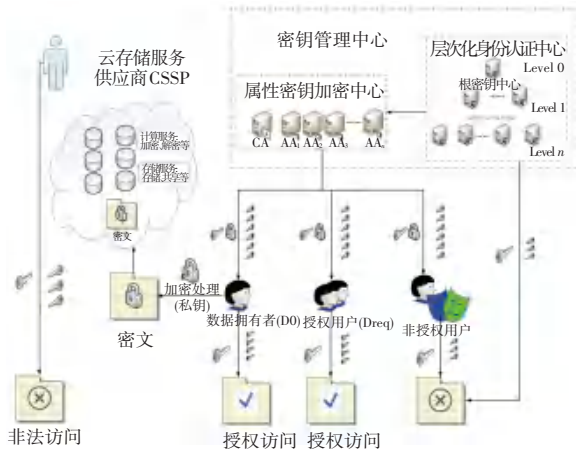 密钥管理中心
层次化身份认证中心
Level 0
根密钥中心
Level 1
Level n
云存储服务
供应商CSSP
属性密钥加密中心
CA AA₁ AA₂ AA₃ AAₙ
计算服务:
加密,解密等
存储服务:
存储,共享等
密文
加密处理
(私钥)
密文
数据拥有者(D0)
授权用户(Dreq)
非授权用户
非法访问
授权访问
授权访问